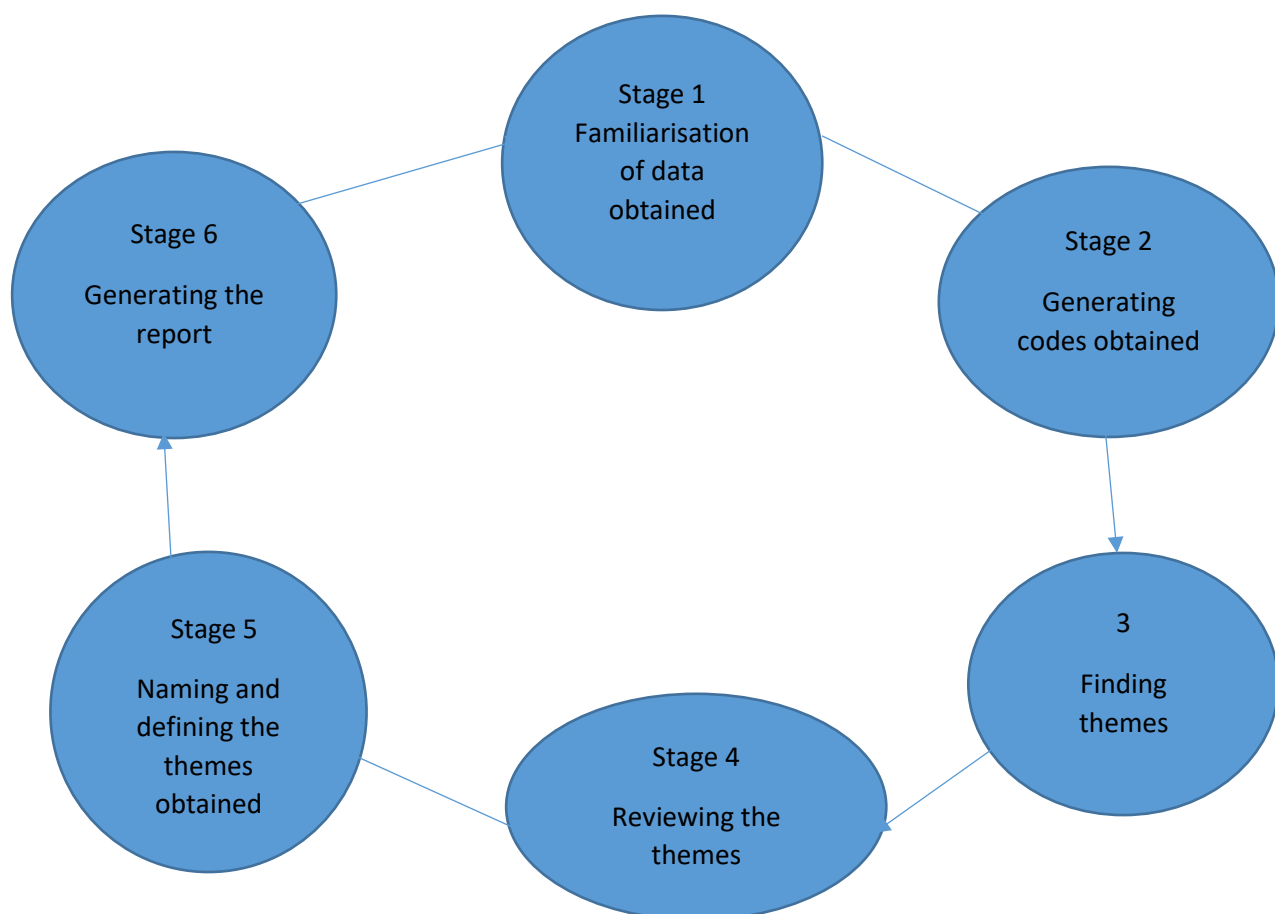 Stage 1
Familiarisation
of data
obtained
Stage 2
Generating
codes obtained
3
Finding
themes
Stage 4
Reviewing the
themes
Stage 5
Naming and
defining the
themes
obtained
Stage 6
Generating the
report